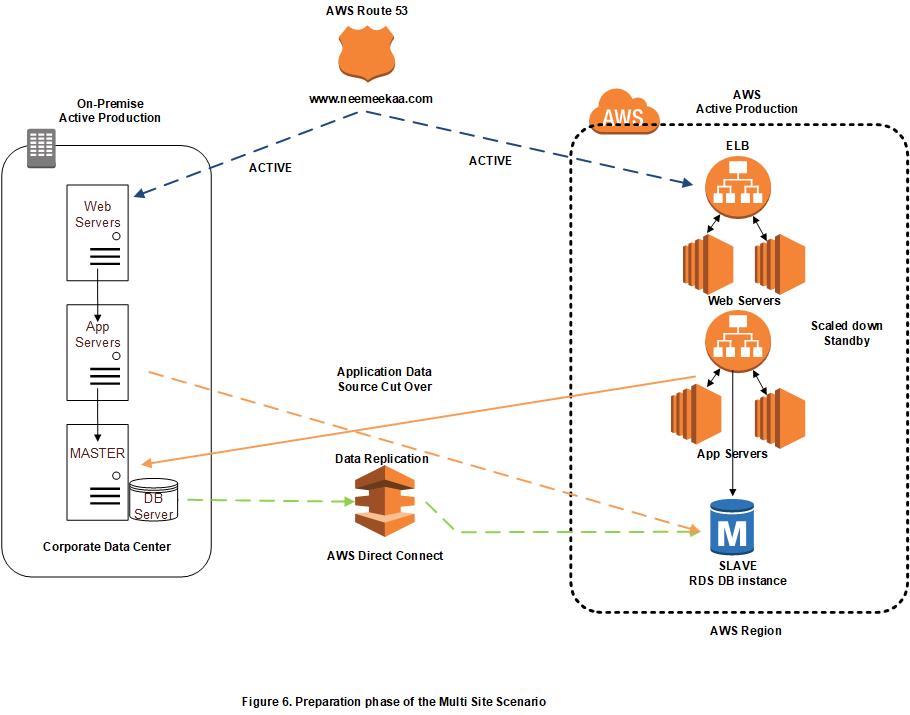 AWS Route 53
www.neemeekaa.com
On-Premise
Active Production
AWS
AWS
Active Production
ACTIVE
ACTIVE
ELB
Web
Servers
Web Servers
App
Servers
Scaled down
Standby
Application Data
Source Cut Over
MASTER
App Servers
Data Replication
DB
Server
M
Corporate Data Center
AWS Direct Connect
SLAVE
RDS DB instance
AWS Region
Figure 6. Preparation phase of the Multi Site Scenario